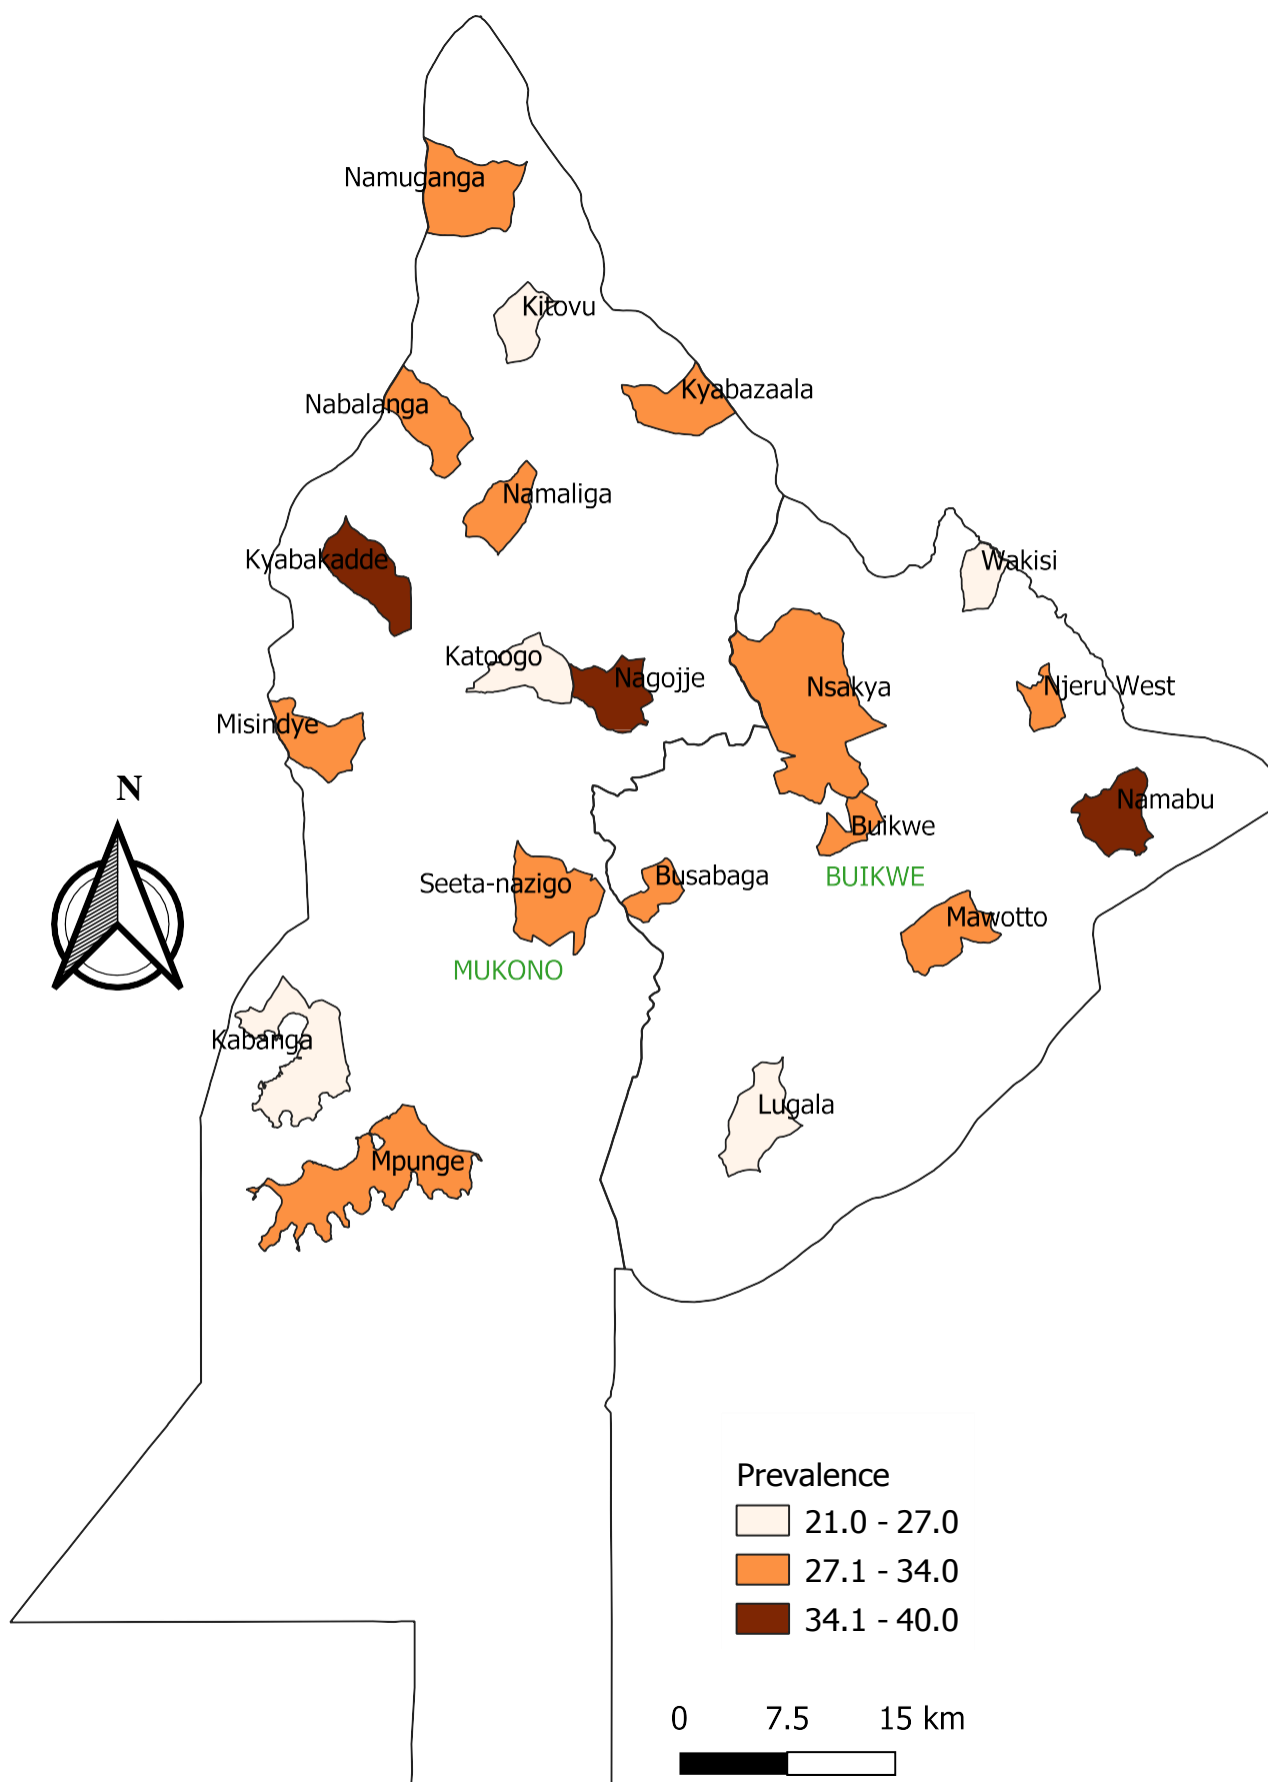 Namuganga
Kitovu
Kyabazaala
Nabalanga
Namaliga
Kyabakadde
Wakisi
Katoogo
Nagojje
Nsakya
Njeru West
Misindye
N
Namabu
Buikwe
Seeta-nazigo
Busabaga
BUIKWE
Mawotto
MUKONO
Kabanga
Lugala
Mpunge
Prevalence
21.0 - 27.0
27.1 - 34.0
34.1 - 40.0
0 7.5 15 km